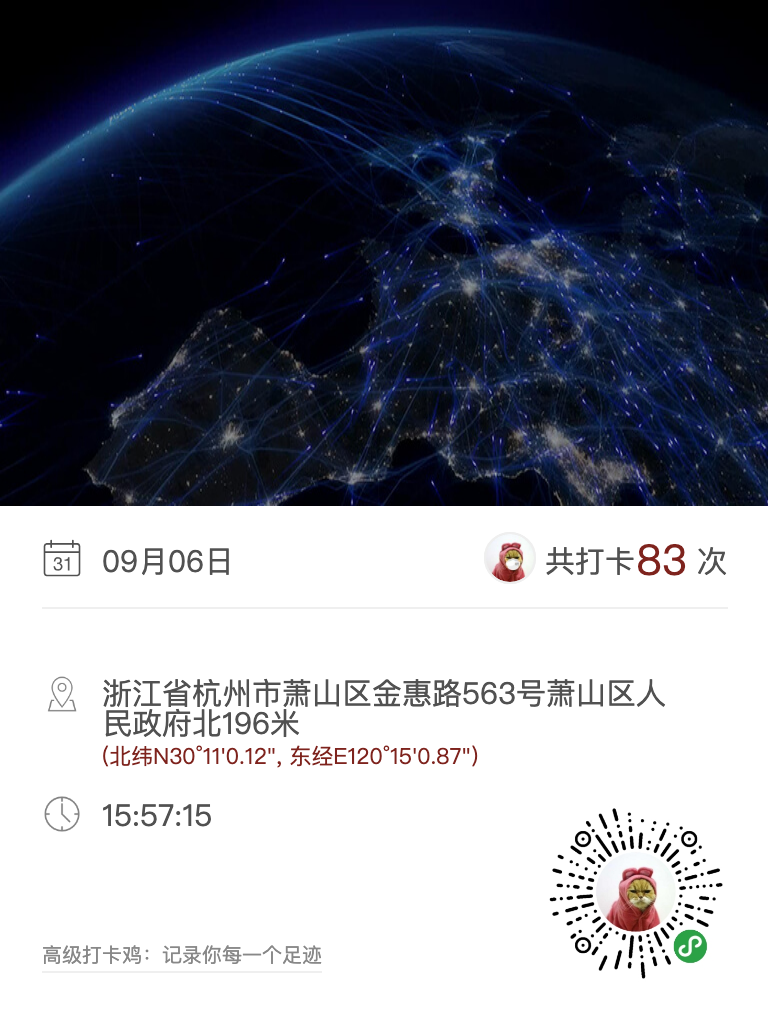 31
09月06日
共打卡83 次
浙江省杭州市萧山区金惠路563号萧山区人
民政府北196米
(北纬N30°11'0.12", 东经E120°15'0.87")
15:57:15
高级打卡鸡：记录你每一个足迹